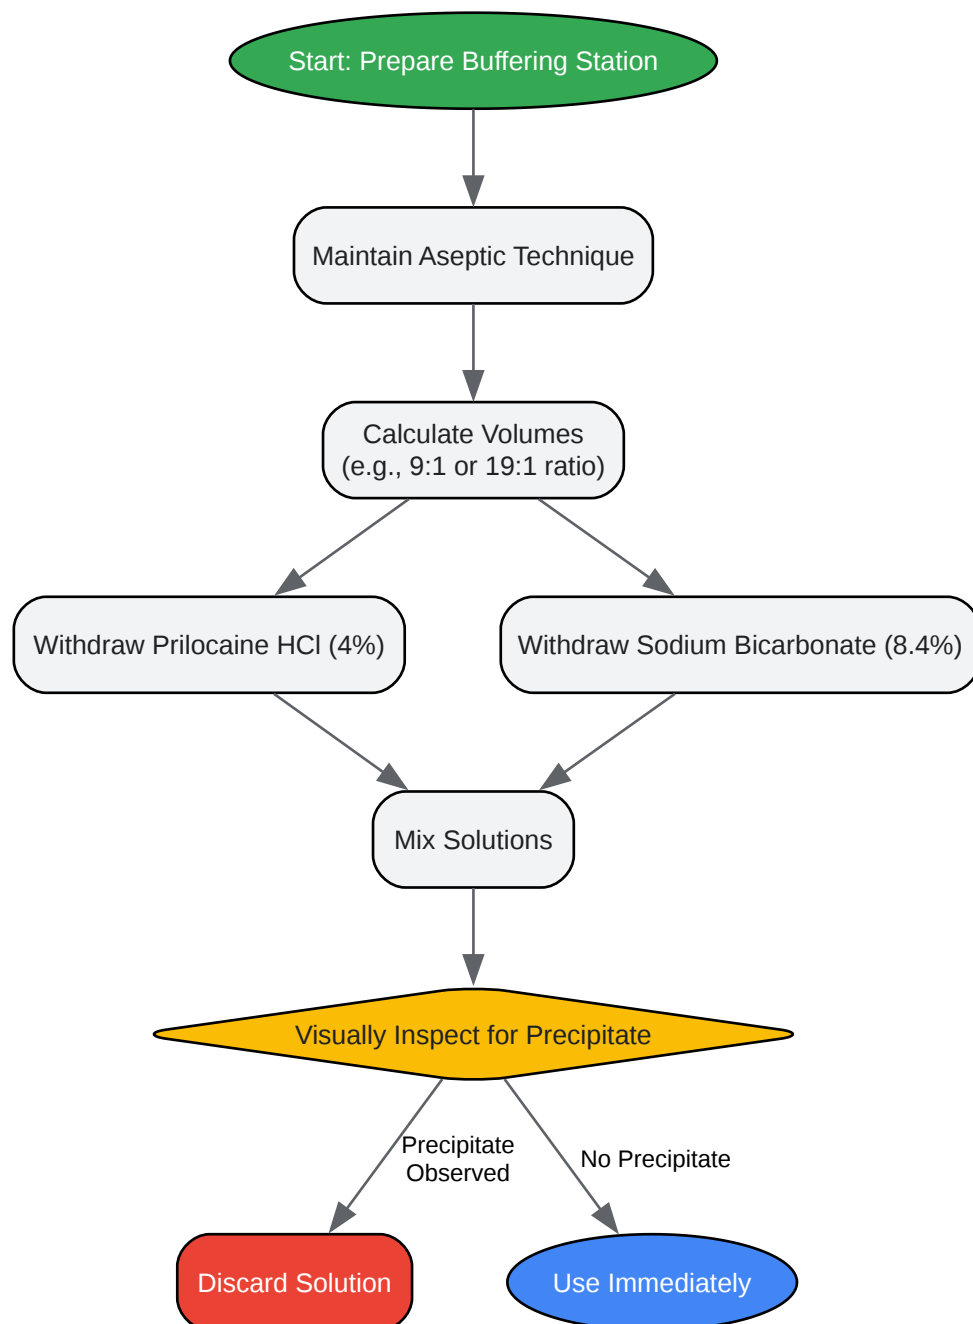 Start: Prepare Buffering Station
Maintain Aseptic Technique
Calculate Volumes
(e.g., 9:1 or 19:1 ratio)
Withdraw Prilocaine HCl (4%)
Withdraw Sodium Bicarbonate (8.4%)
Mix Solutions
Visually Inspect for Precipitate
Precipitate
Observed
No Precipitate
Discard Solution
Use Immediately